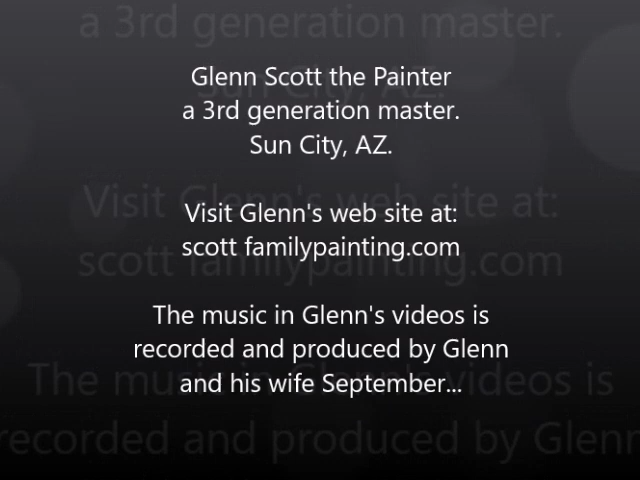 Glenn Scott the Painter
a 3rd generation master.
Sun City, AZ.
Visit Glenn's web site at:
scott familypainting.com
The music in Glenn's videos is
recorded and produced by Glenn
and his wife September...